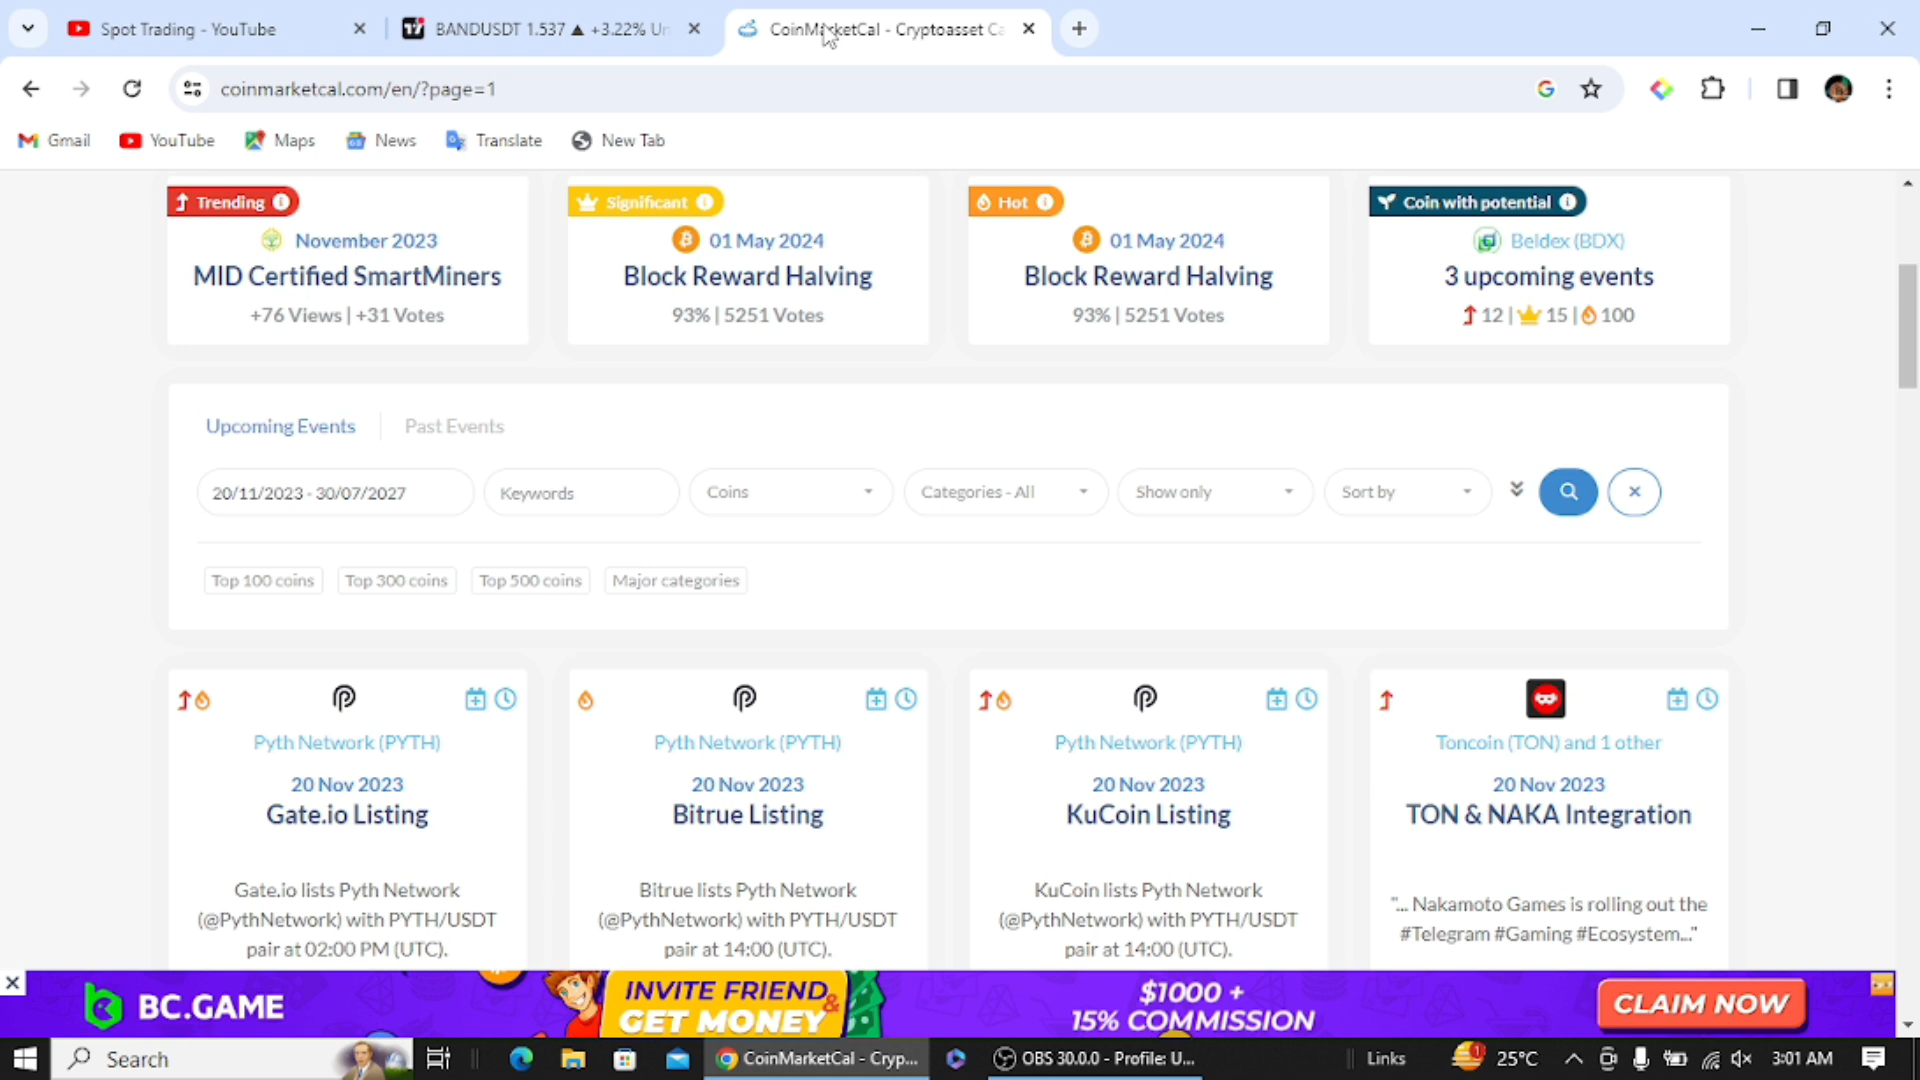 Spot Trading - YouTube
BANDUSDT 1.537 ▲ +3.22% Un
CoinMarketCal - Cryptoasset Ca
coinmarketcal.com/en/?page=1
Gmail
YouTube
Maps
News
Translate
New Tab
Trending
November 2023
MID Certified SmartMiners
+76 Views | +31 Votes
Significant
01 May 2024
Block Reward Halving
93% | 5251 Votes
Hot
01 May 2024
Block Reward Halving
93% | 5251 Votes
Coin with potential
Beldex (BDX)
3 upcoming events
12 | 15 | 100
Upcoming Events
Past Events
20/11/2023 - 30/07/2027
Keywords
Coins
Categories - All
Show only
Sort by
Top 100 coins
Top 300 coins
Top 500 coins
Major categories
Pyth Network (PYTH)
20 Nov 2023
Gate.io Listing
Gate.io lists Pyth Network
(@PythNetwork) with PYTH/USDT
pair at 02:00 PM (UTC).
Pyth Network (PYTH)
20 Nov 2023
Bitrue Listing
Bitrue lists Pyth Network
(@PythNetwork) with PYTH/USDT
pair at 14:00 (UTC).
Pyth Network (PYTH)
20 Nov 2023
KuCoin Listing
KuCoin lists Pyth Network
(@PythNetwork) with PYTH/USDT
pair at 14:00 (UTC).
Toncoin (TON) and 1 other
20 Nov 2023
TON & NAKA Integration
"... Nakamoto Games is rolling out the
#Telegram #Gaming #Ecosystem..."
BC.GAME
INVITE FRIEND &
GET MONEY
$1000 +
15% COMMISSION
CLAIM NOW
Search
CoinMarketCal - Cryp...
OBS 30.0.0 - Profile: U...
Links
1
25°C
3:01 AM